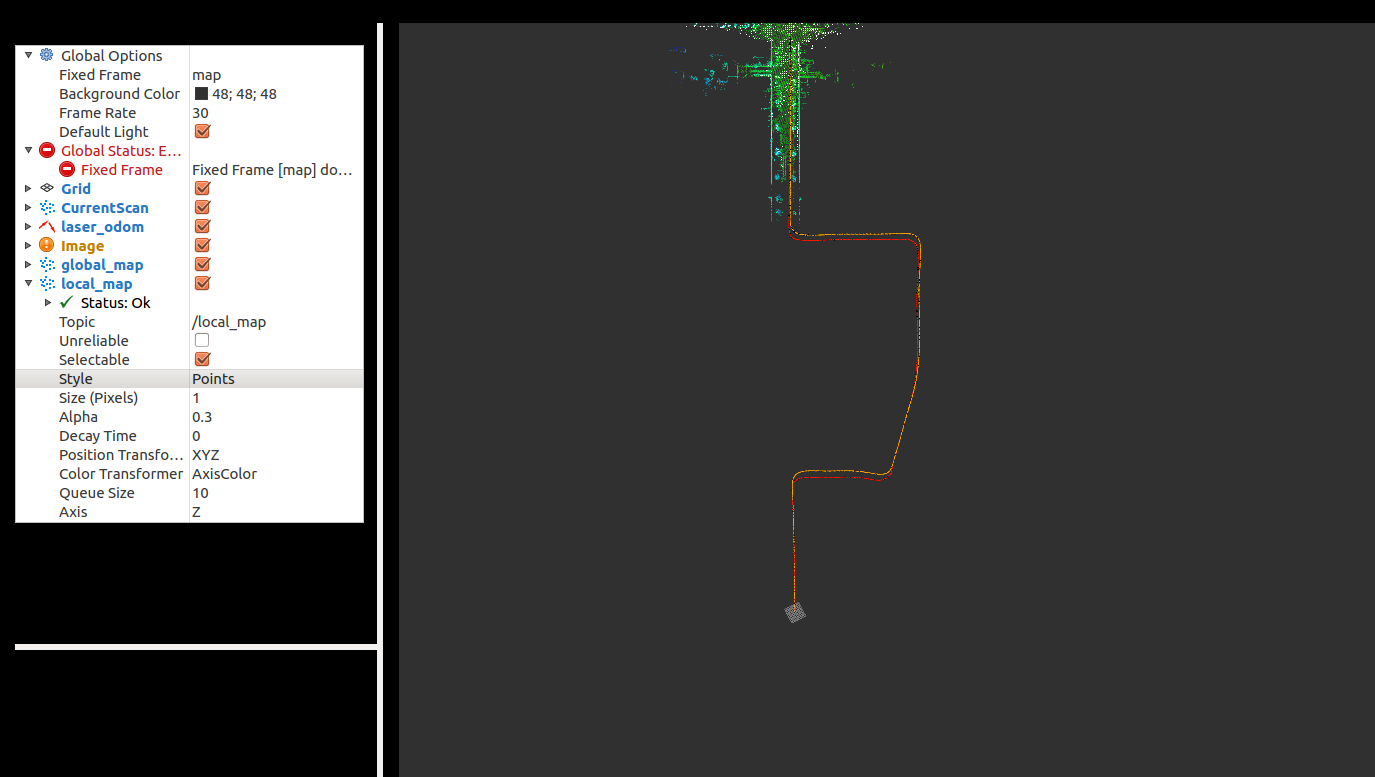 Global Options
Fixed Frame map
Background Color 48; 48; 48
Frame Rate 30
Default Light
Global Status: E...
Fixed Frame Fixed Frame [map] do...
Grid
CurrentScan
laser_odom
Image
global_map
local_map
Status: Ok
Topic /local_map
Unreliable
Selectable
Style Points
Size (Pixels) 1
Alpha 0.3
Decay Time 0
Position Transfo... XYZ
Color Transformer AxisColor
Queue Size 10
Axis Z